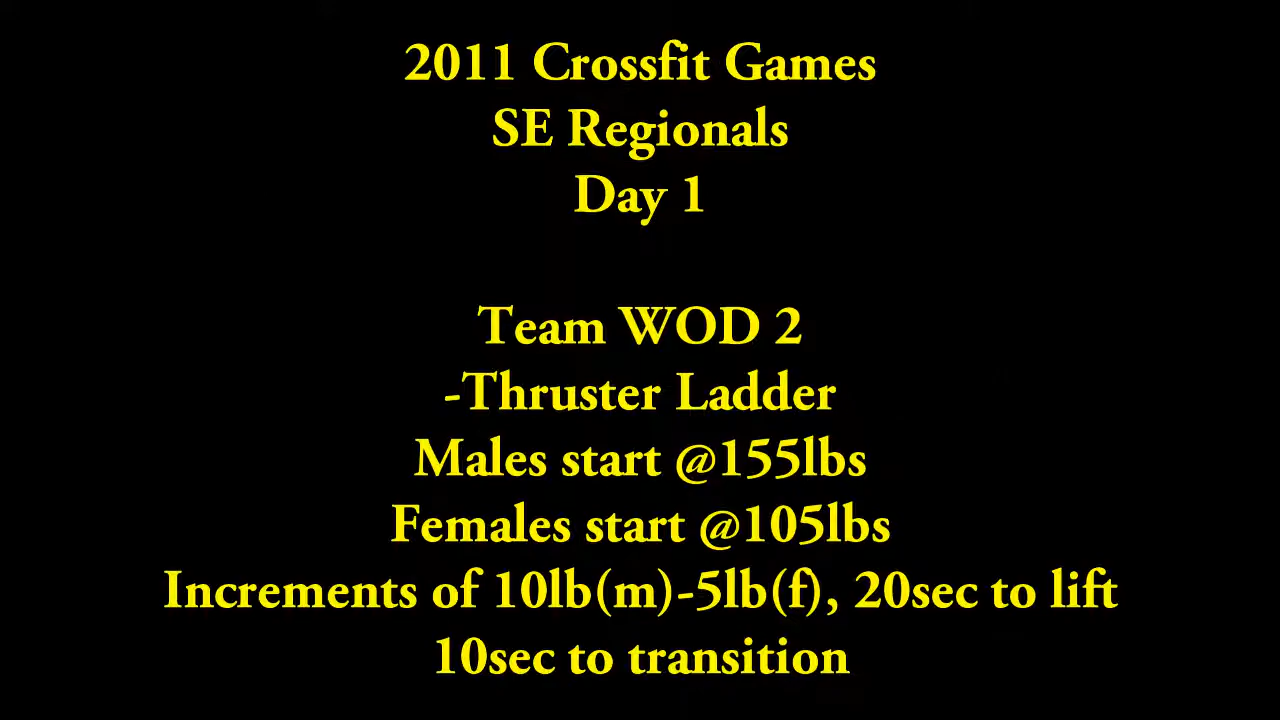 2011 Crossfit Games
SE Regionals
Day 1
Team WOD 2
-Thruster Ladder
Males start @155lbs
Females start @105lbs
Increments of 10lb(m)-5lb(f), 20sec to lift
10sec to transition